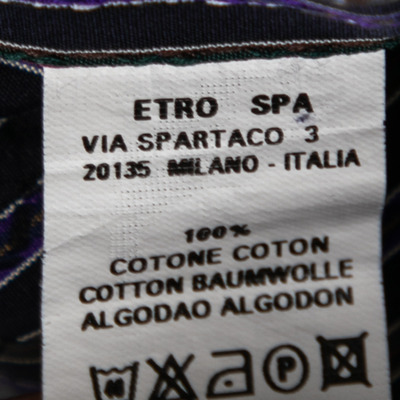 ETRO SPA
VIA SPARTACO 3
20135 MILANO - ITALIA
100%
COTONE COTON
COTTON BAUMWOLLE
ALGODAO ALGODON
P